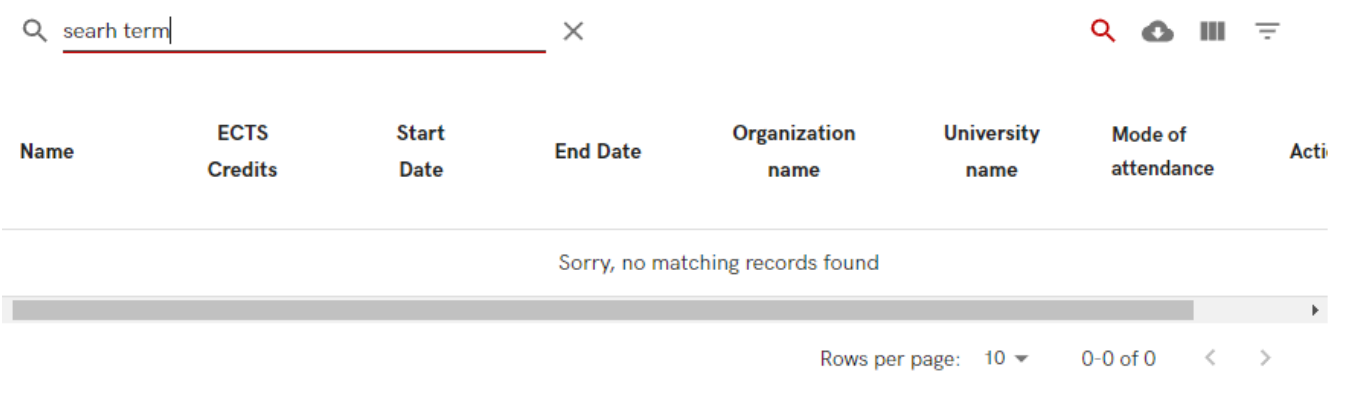 searh term
Name ECTS Credits Start Date End Date Organization name University name Mode of attendance Acti
Sorry, no matching records found
Rows per page: 10 0-0 of 0